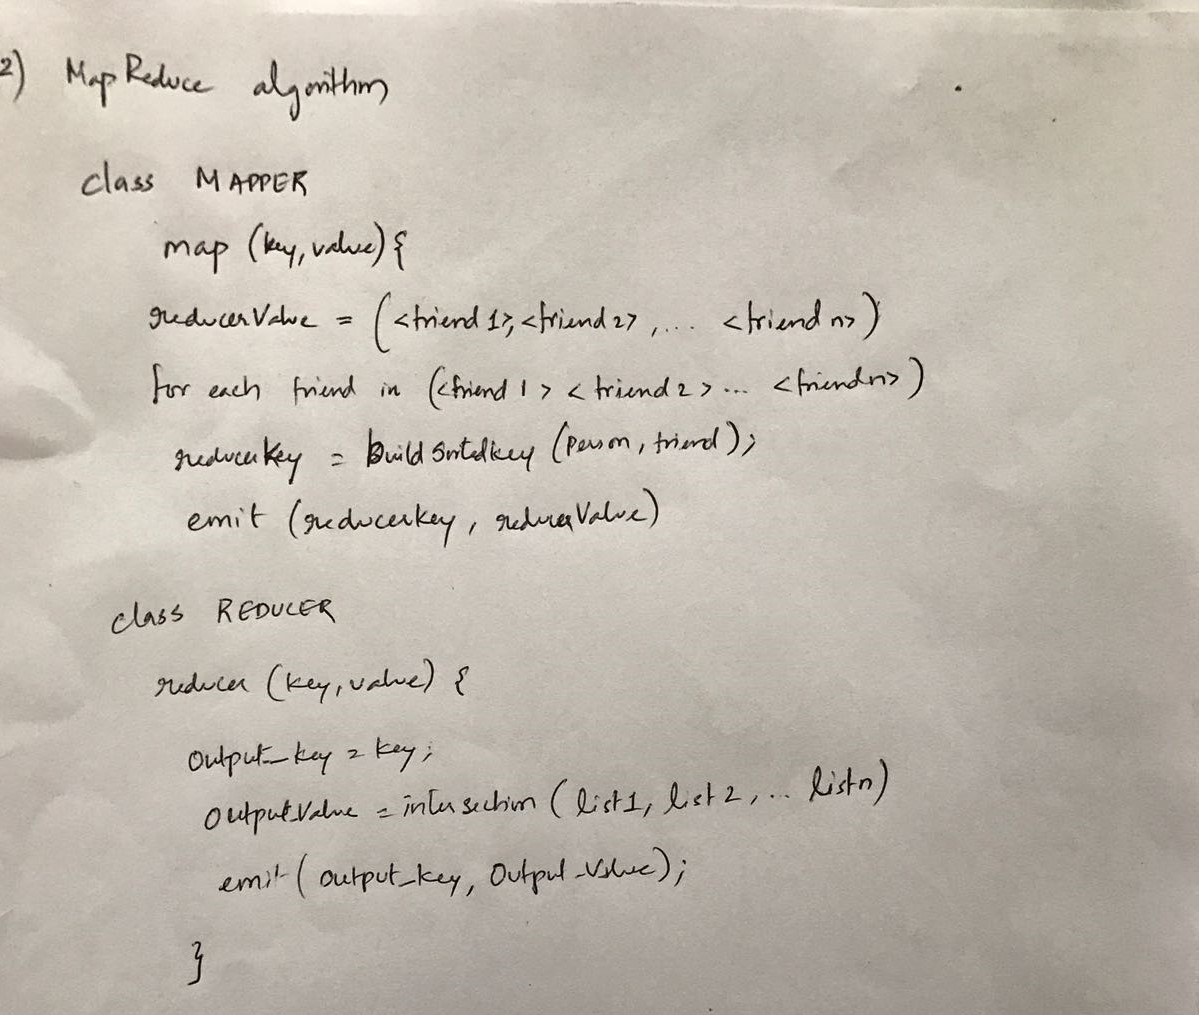 2) MapReduce algorithm
class MAPPER
map (key, value) {
reducerValue = (<friend 1>, <friend 2>, ... <friend n>)
for each friend in (<friend 1> <friend 2> ... <friend n>)
reducerkey = buildSortedkey (person, friend);
emit (reducerkey, reducerValue)
class REDUCER
reducer (key, value) {
output_key = key;
outputvalue = intersection (list1, list2, ... listn)
emit (output_key, Output_value);
}